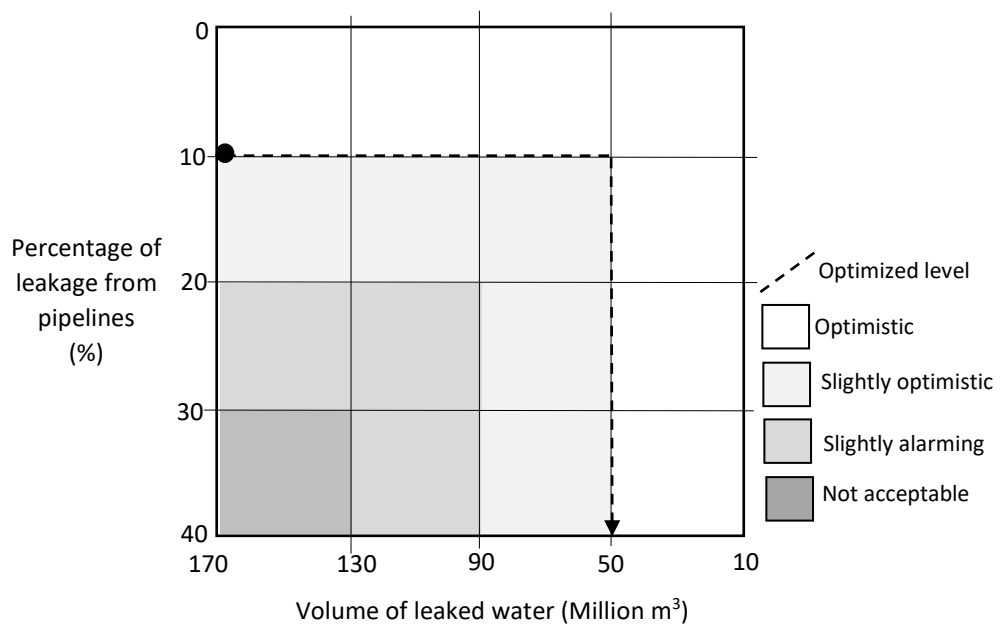 0
10
20
30
40
Percentage of
leakage from
pipelines
(%)
170
130
90
50
10
Volume of leaked water (Million m³)
Optimized level
Optimistic
Slightly optimistic
Slightly alarming
Not acceptable